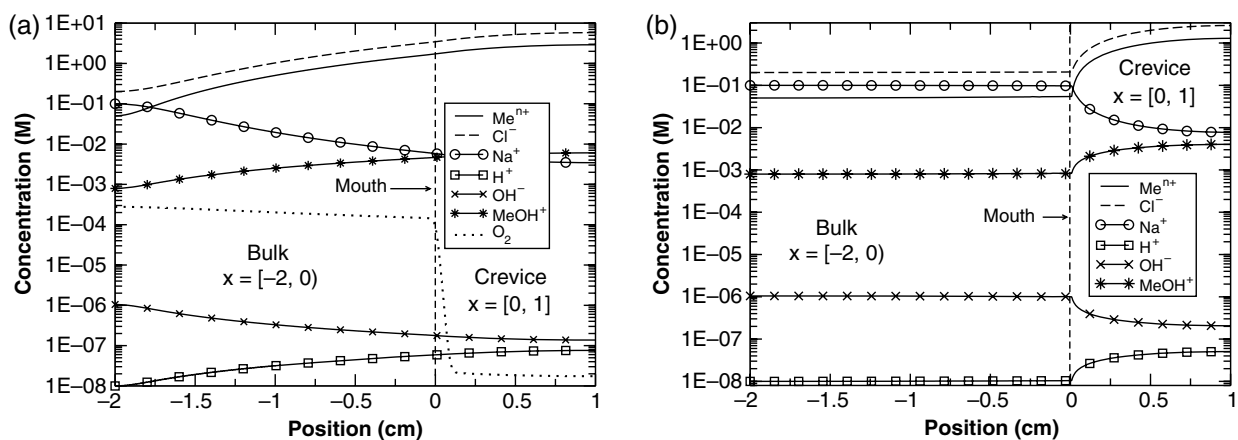 (a)
1E+01
1E+00
1E−01
1E−02
1E−03
1E−04
1E−05
1E−06
1E−07
1E−08
Concentration (M)
−2
−1.5
−1
−0.5
0
0.5
1
Position (cm)
Mouth
Bulk
x = [−2, 0)
Crevice
x = [0, 1]
Meⁿ⁺
Cl⁻
Na⁺
H⁺
OH⁻
MeOH⁺
O₂
(b)
1E+00
1E−01
1E−02
1E−03
1E−04
1E−05
1E−06
1E−07
1E−08
Concentration (M)
−2
−1.5
−1
−0.5
0
0.5
1
Position (cm)
Crevice
x = [0, 1]
Mouth
Bulk
x = [−2, 0)
Meⁿ⁺
Cl⁻
Na⁺
H⁺
OH⁻
MeOH⁺